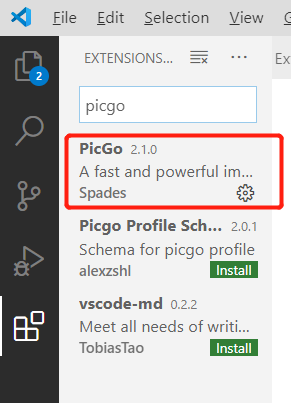 File Edit Selection View
EXTENSIONS... ··· Ex
2
picgo
PicGo 2.1.0
A fast and powerful im...
Spades
Picgo Profile Sch... 2.0.1
Schema for picgo profile
alexzshl Install
vscode-md 0.2.2
Meet all needs of writi...
TobiasTao Install